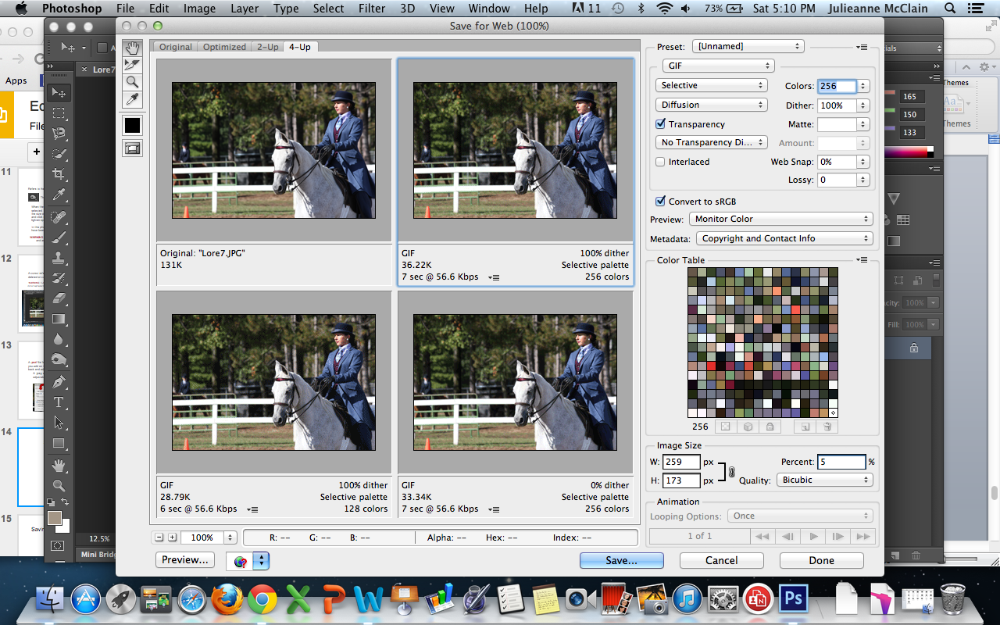 Photoshop File Edit Image Layer Type Select Filter 3D View Window Help 11 73% Sat 5:10 PM Julieanne McClain
Save for Web (100%)
Original Optimized 2-Up 4-Up
Original: "Lore7.JPG"
131K
GIF 100% dither
36.22K Selective palette
7 sec @ 56.6 Kbps 256 colors
GIF 100% dither
28.79K Selective palette
6 sec @ 56.6 Kbps 128 colors
GIF 0% dither
33.34K Selective palette
7 sec @ 56.6 Kbps 256 colors
100% R: -- G: -- B: -- Alpha: -- Hex: -- Index: --
Preview... Save... Cancel Done
Preset: [Unnamed]
GIF
Selective Colors: 256
Diffusion Dither: 100%
Transparency Matte:
No Transparency Di... Amount:
Interlaced Web Snap: 0%
Lossy: 0
Convert to sRGB
Preview: Monitor Color
Metadata: Copyright and Contact Info
Color Table
256
Image Size
W: 259 px Percent: 5 %
H: 173 px Quality: Bicubic
Animation
Looping Options: Once
1 of 1
Apps
Lore7
File
11
12
13
14
15
12.5%
Mini Bridg
165
150
133
Themes
Aa
Themes
100%
Fill: 100%
T
Ps